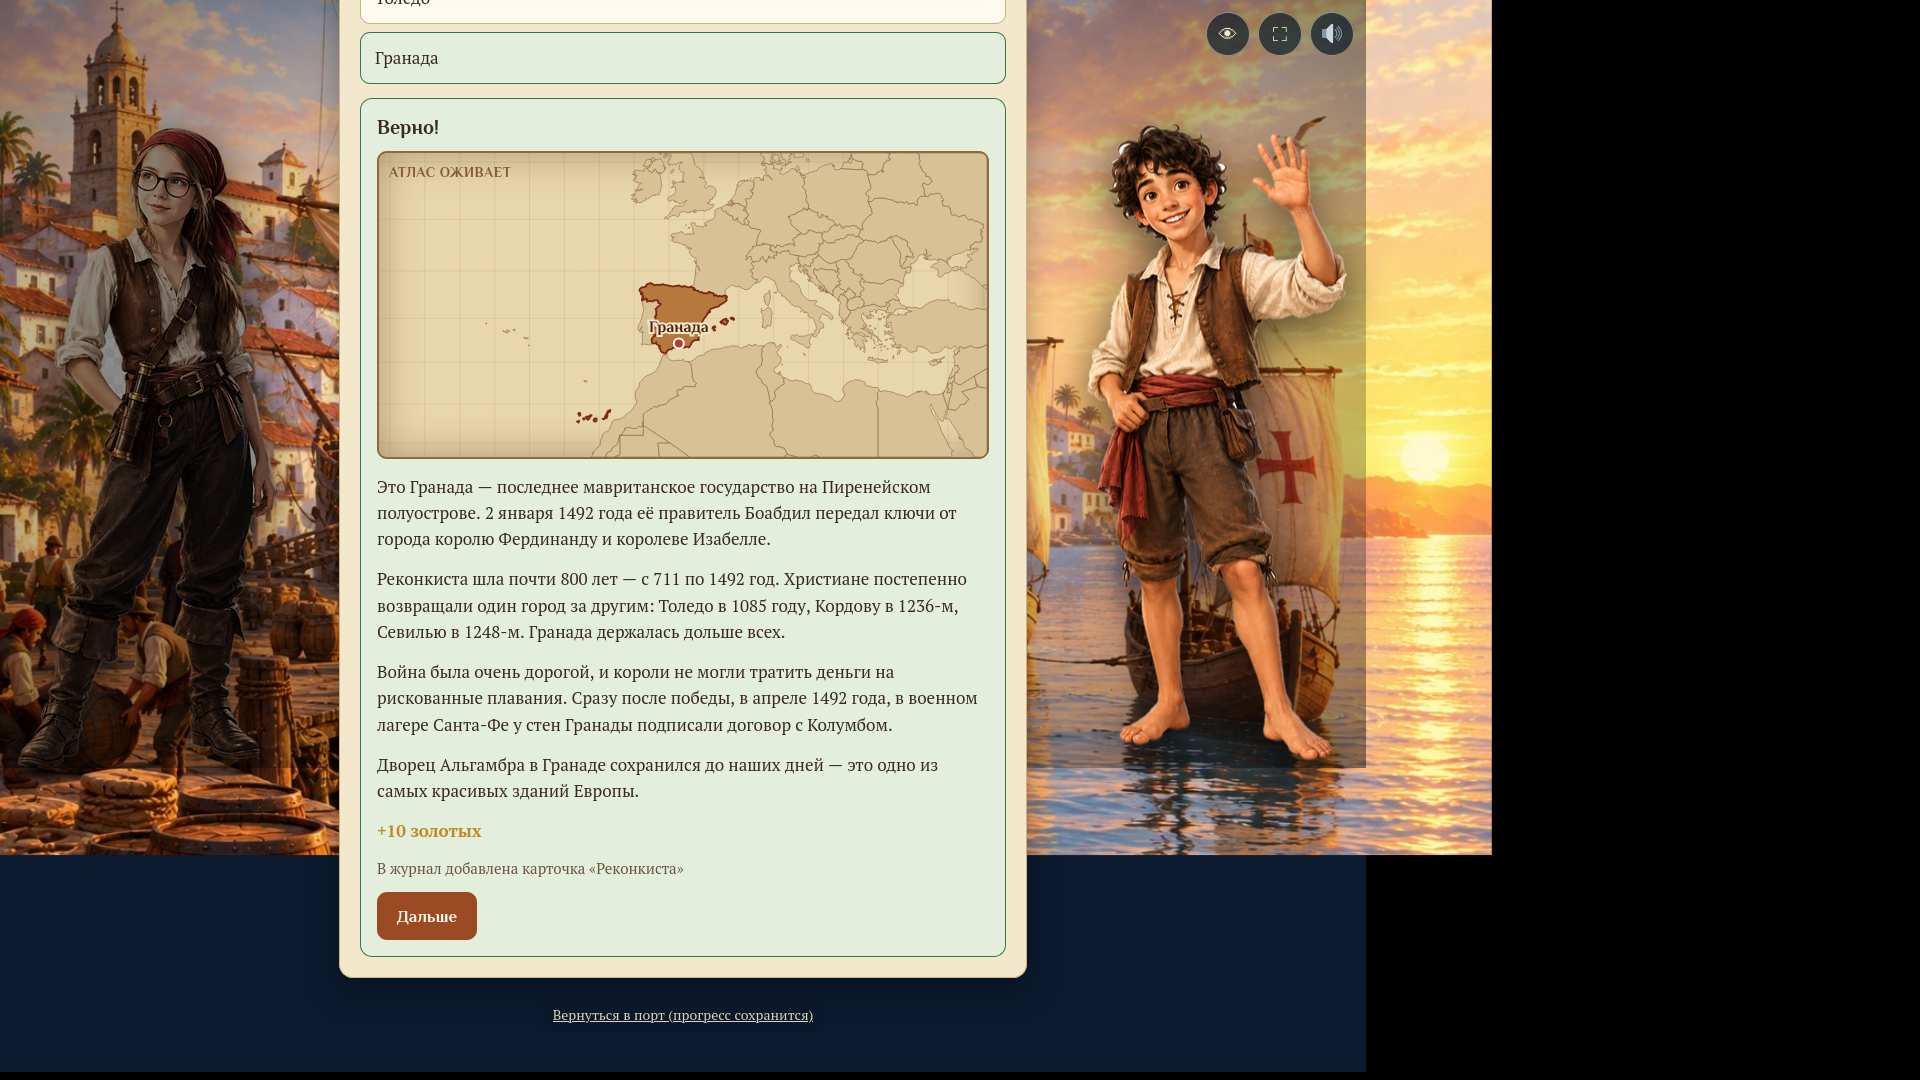 Толедо
Гранада
Верно!
АТЛАС ОЖИВАЕТ
Гранада
Это Гранада — последнее мавританское государство на Пиренейском
полуострове. 2 января 1492 года её правитель Боабдил передал ключи от
города королю Фердинанду и королеве Изабелле.
Реконкиста шла почти 800 лет — с 711 по 1492 год. Христиане постепенно
возвращали один город за другим: Толедо в 1085 году, Кордову в 1236-м,
Севилью в 1248-м. Гранада держалась дольше всех.
Война была очень дорогой, и короли не могли тратить деньги на
рискованные плавания. Сразу после победы, в апреле 1492 года, в военном
лагере Санта-Фе у стен Гранады подписали договор с Колумбом.
Дворец Альгамбра в Гранаде сохранился до наших дней — это одно из
самых красивых зданий Европы.
+10 золотых
В журнал добавлена карточка «Реконкиста»
Дальше
Вернуться в порт (прогресс сохранится)